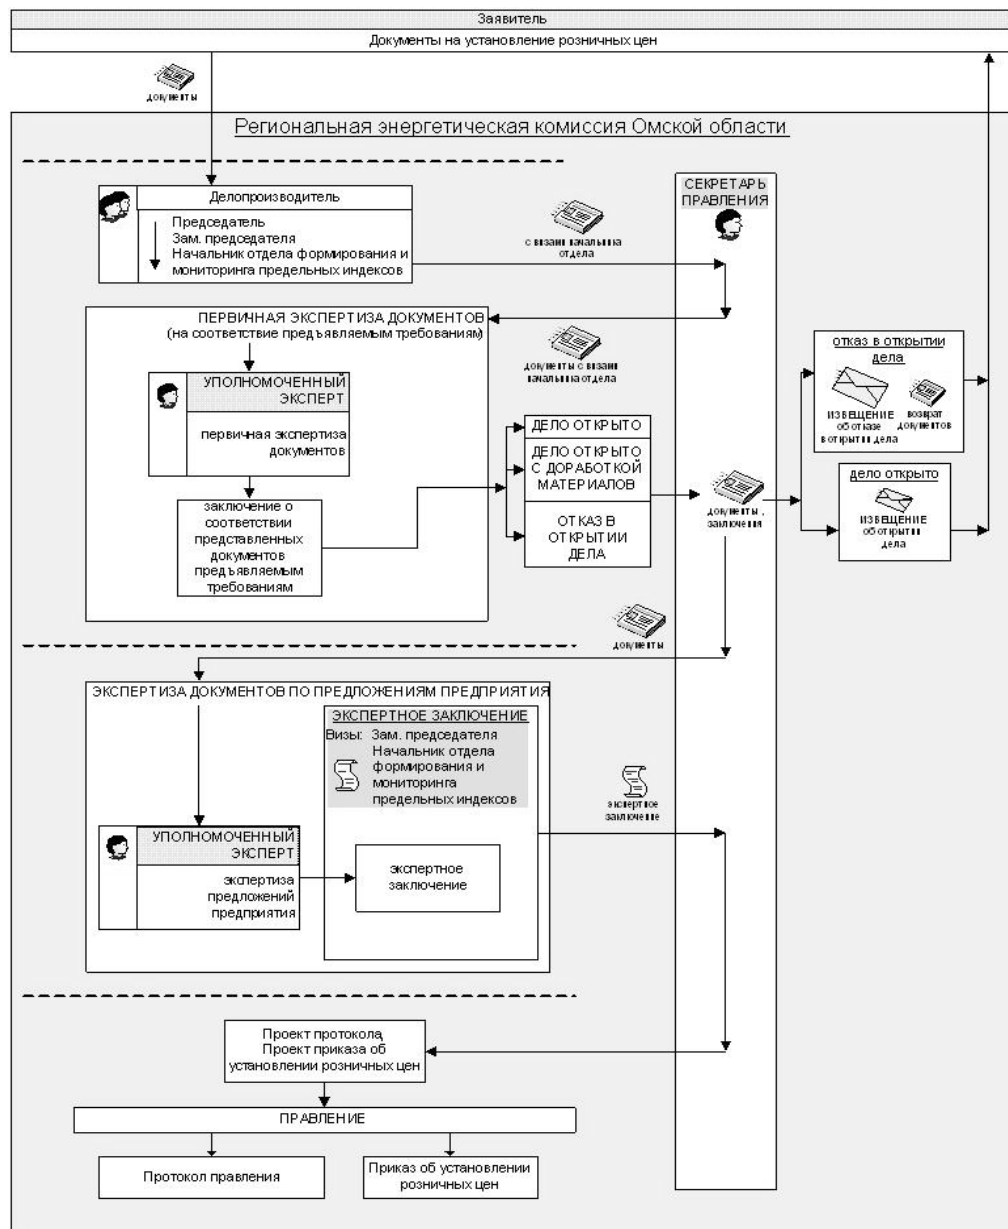 Заявитель
Документы на установление розничных цен
документы
Региональная энергетическая комиссия Омской области
Делопроизводитель
Председатель
Зам. председателя
Начальник отдела формирования и
мониторинга предельных индексов
с визами начальника
отдела
СЕКРЕТАРЬ
ПРАВЛЕНИЯ
ПЕРВИЧНАЯ ЭКСПЕРТИЗА ДОКУМЕНТОВ
(на соответствие предъявляемым требованиям)
УПОЛНОМОЧЕННЫЙ
ЭКСПЕРТ
первичная экспертиза
документов
заключение о
соответствии
представленных
документов
предъявляемым
требованиям
документы с визами
начальника отдела
ДЕЛО ОТКРЫТО
ДЕЛО ОТКРЫТО
С ДОРАБОТКОЙ
МАТЕРИАЛОВ
ОТКАЗ В
ОТКРЫТИИ
ДЕЛА
документы,
заключения
отказ в открытии
дела
ИЗВЕЩЕНИЕ
об отказе
в открытии дела
возврат
документов
дело открыто
ИЗВЕЩЕНИЕ
об открытии
дела
документы
ЭКСПЕРТИЗА ДОКУМЕНТОВ ПО ПРЕДЛОЖЕНИЯМ ПРЕДПРИЯТИЯ
ЭКСПЕРТНОЕ ЗАКЛЮЧЕНИЕ
Визы: Зам. председателя
Начальник отдела
формирования и
мониторинга
предельных индексов
УПОЛНОМОЧЕННЫЙ
ЭКСПЕРТ
экспертиза
предложений
предприятия
экспертное
заключение
экспертное
заключение
Проект протокола,
Проект приказа об
установлении розничных цен
ПРАВЛЕНИЕ
Протокол правления
Приказ об установлении
розничных цен